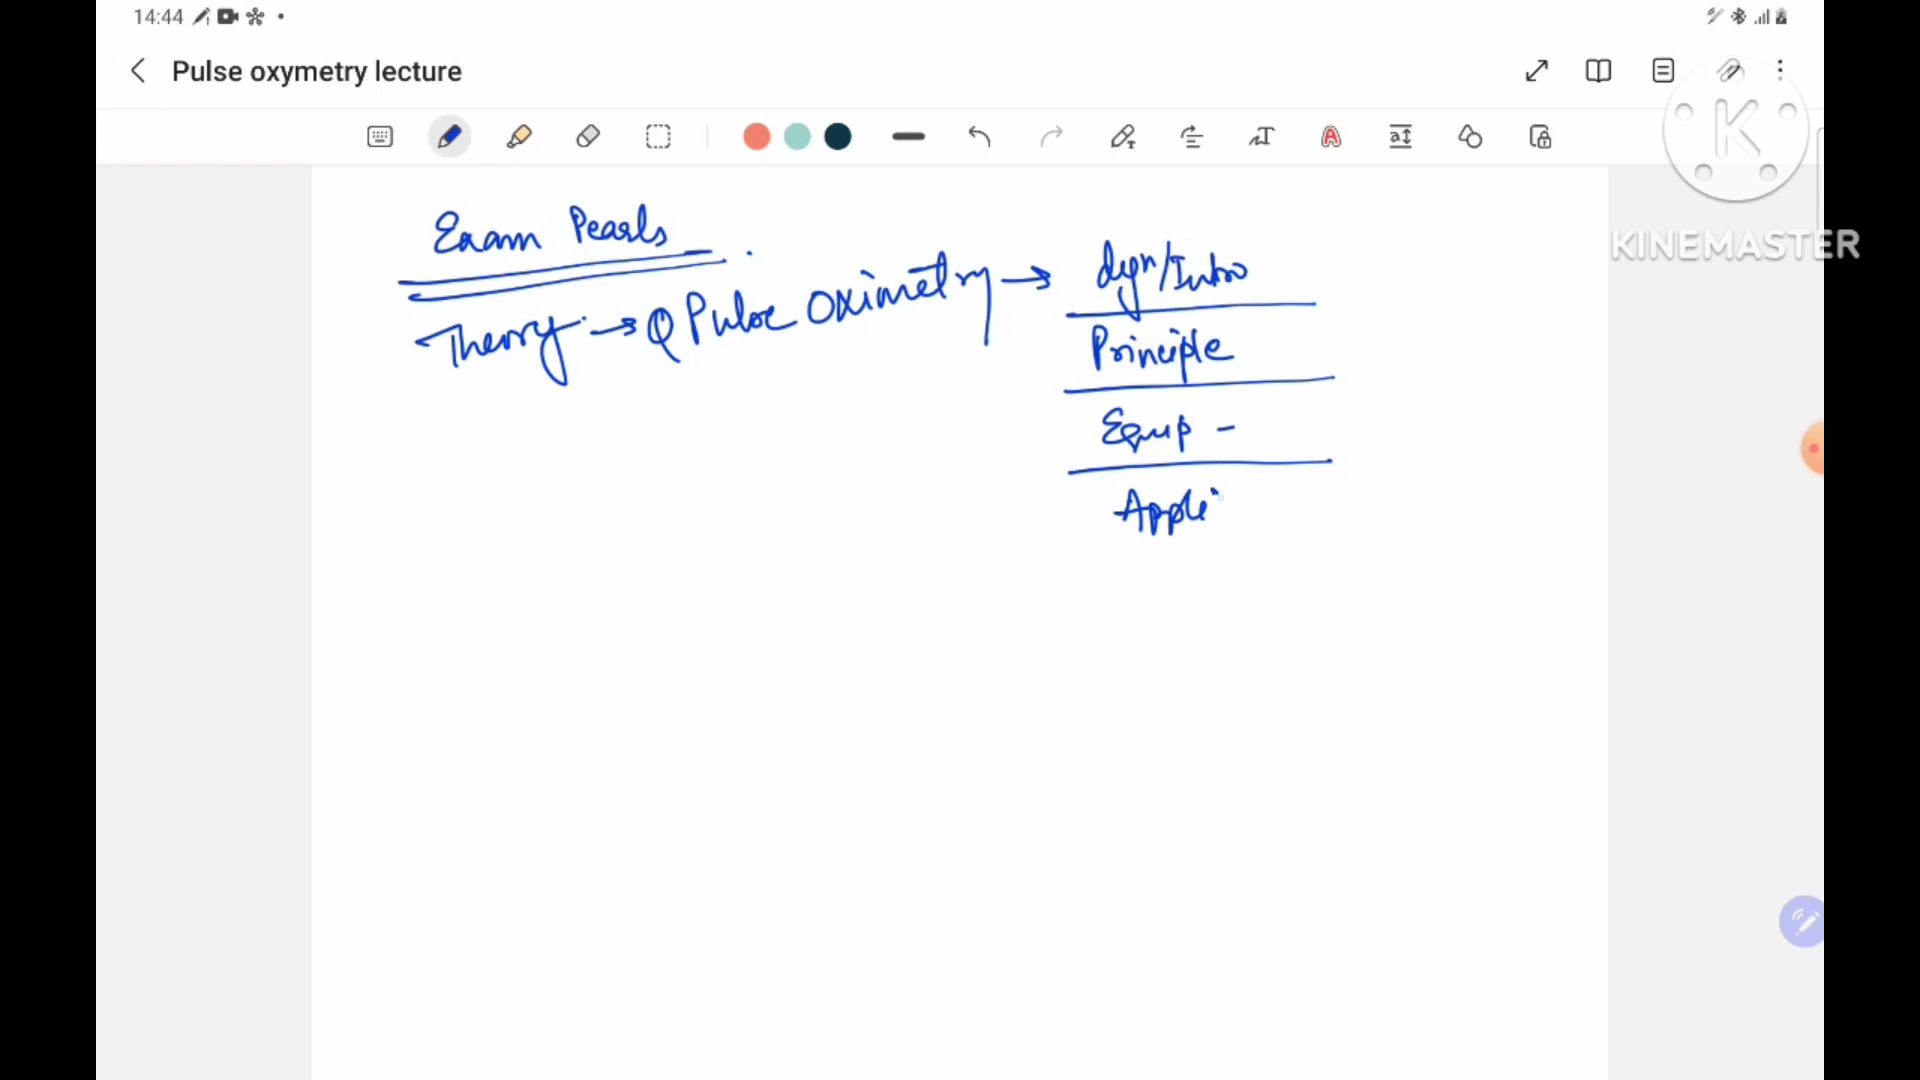 14:44
Pulse oxymetry lecture
K
KINEMASTER
Exam Pearls
Theory → Q Pulse Oximetry → defn/Intro
Principle
Equip -
Appli